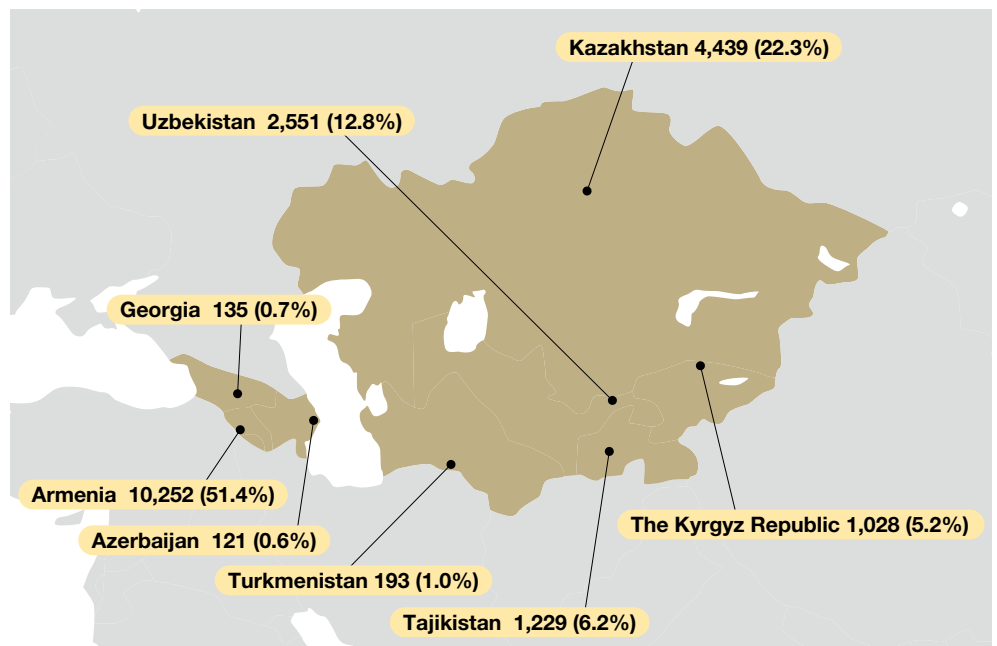 Kazakhstan 4,439 (22.3%)
Uzbekistan 2,551 (12.8%)
Georgia 135 (0.7%)
Armenia 10,252 (51.4%)
The Kyrgyz Republic 1,028 (5.2%)
Azerbaijan 121 (0.6%)
Turkmenistan 193 (1.0%)
Tajikistan 1,229 (6.2%)